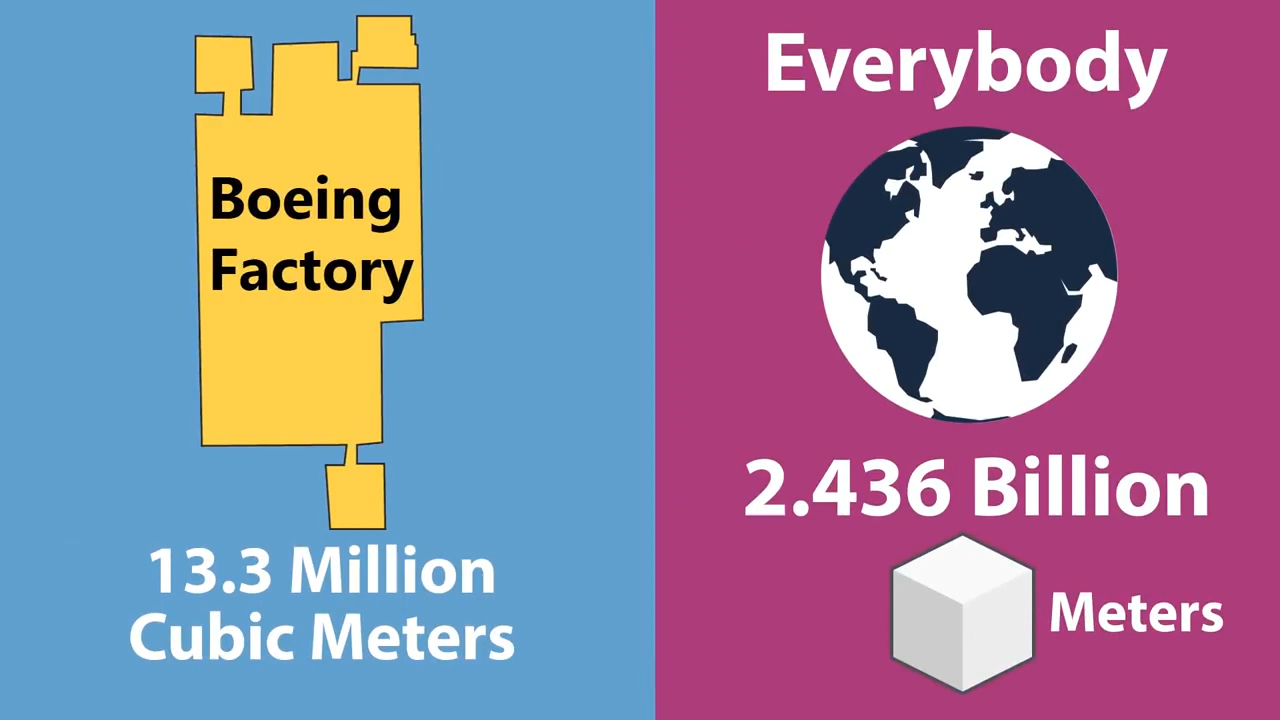 Boeing
Factory
13.3 Million
Cubic Meters
Everybody
2.436 Billion
Meters